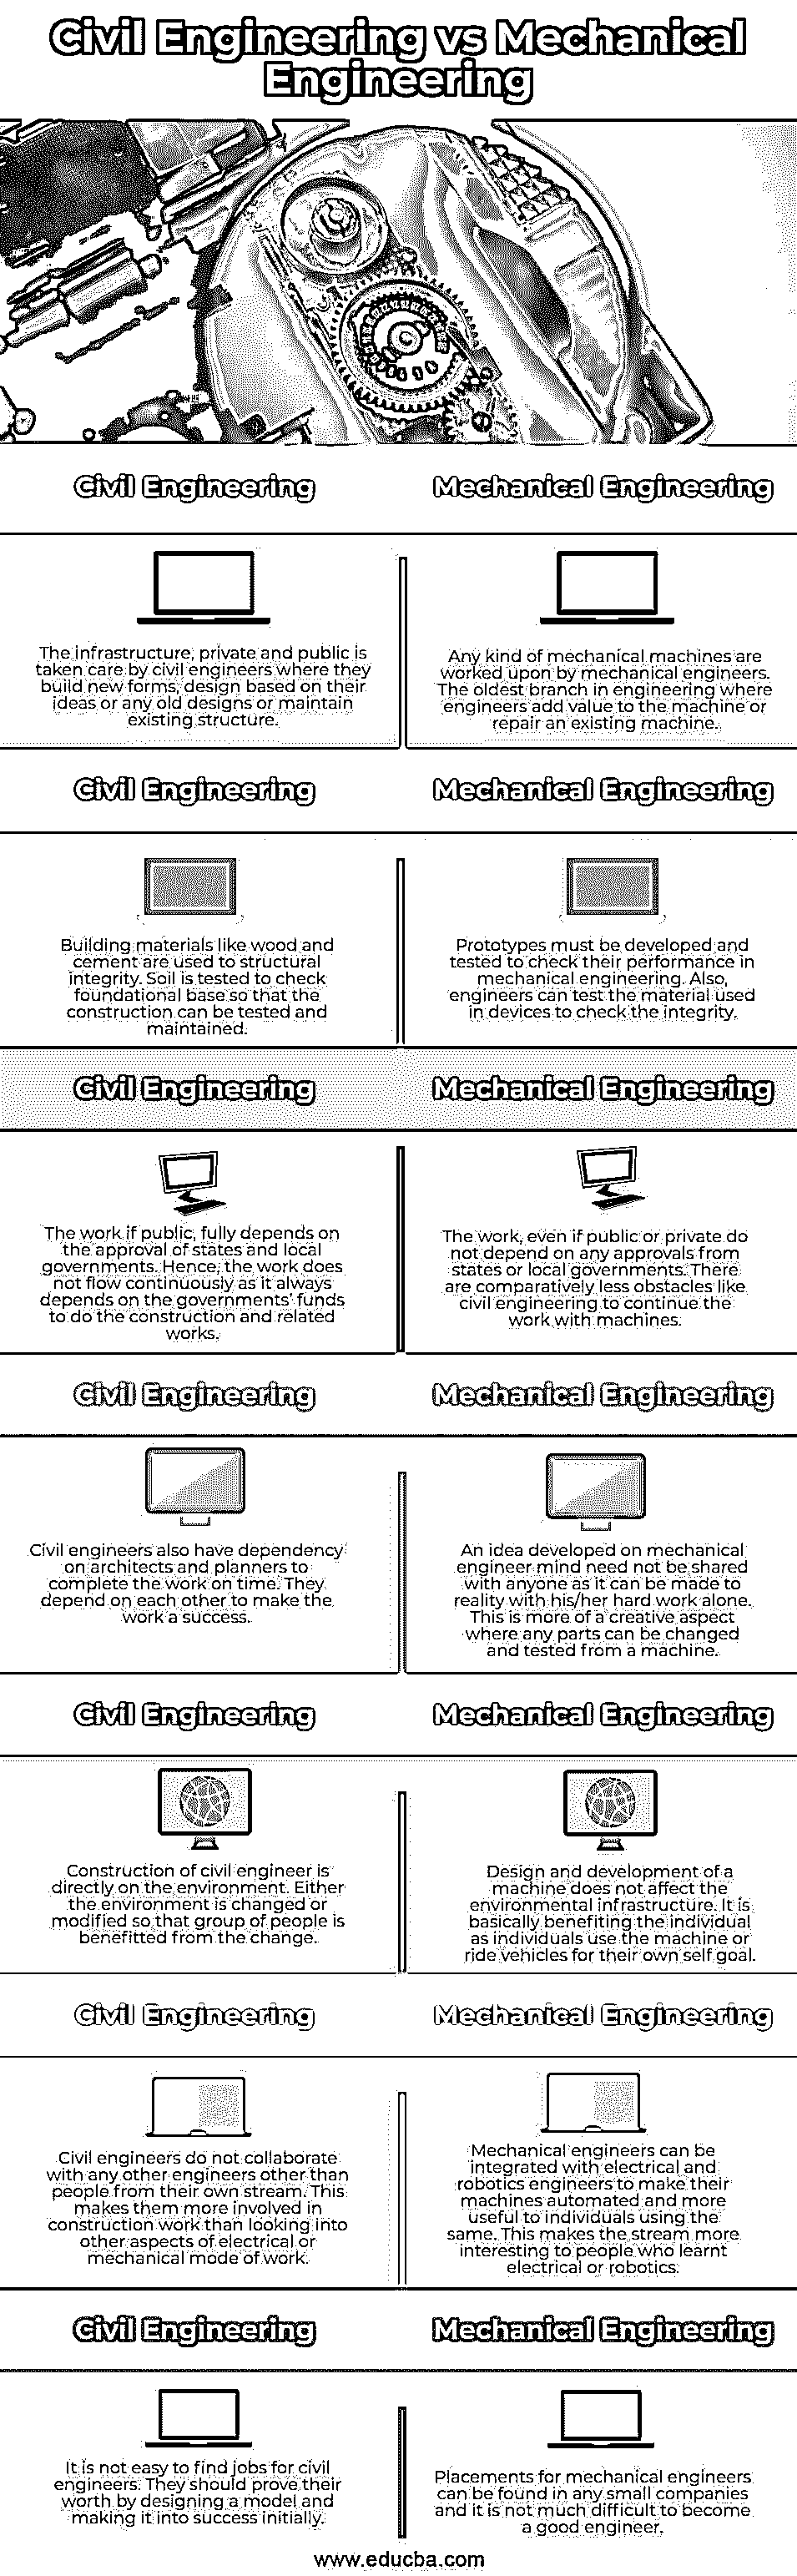 Civil Engineering vs Mechanical
Engineering
Civil Engineering
Mechanical Engineering
The infrastructure, private and public is
taken care by civil engineers where they
build new forms, design based on their
ideas or any old designs or maintain
existing structure.
Any kind of mechanical machines are
worked upon by mechanical engineers.
The oldest branch in engineering where
engineers add value to the machine or
repair an existing machine.
Civil Engineering
Mechanical Engineering
Building materials like wood and
cement are used to structural
integrity. Soil is tested to check
foundational base so that the
construction can be tested and
maintained.
Prototypes must be developed and
tested to check their performance in
mechanical engineering. Also,
engineers can test the material used
in devices to check the integrity.
Civil Engineering
Mechanical Engineering
The work if public, fully depends on
the approval of states and local
governments. Hence, the work does
not flow continuously as it always
depends on the governments' funds
to do the construction and related
works.
The work, even if public or private do
not depend on any approvals from
states or local governments. There
are comparatively less obstacles like
civil engineering to continue the
work with machines.
Civil Engineering
Mechanical Engineering
Civil engineers also have dependency
on architects and planners to
complete the work on time. They
depend on each other to make the
work a success.
An idea developed on mechanical
engineer mind need not be shared
with anyone as it can be made to
reality with his/her hard work alone.
This is more of a creative aspect
where any parts can be changed
and tested from a machine.
Civil Engineering
Mechanical Engineering
Construction of civil engineer is
directly on the environment. Either
the environment is changed or
modified so that group of people is
benefitted from the change.
Design and development of a
machine does not affect the
environmental infrastructure. It is
basically benefiting the individual
as individuals use the machine or
ride vehicles for their own self goal.
Civil Engineering
Mechanical Engineering
Civil engineers do not collaborate
with any other engineers other than
people from their own stream. This
makes them more involved in
construction work than looking into
other aspects of electrical or
mechanical mode of work.
Mechanical engineers can be
integrated with electrical and
robotics engineers to make their
machines automated and more
useful to individuals using the
same. This makes the stream more
interesting to people who learnt
electrical or robotics.
Civil Engineering
Mechanical Engineering
It is not easy to find jobs for civil
engineers. They should prove their
worth by designing a model and
making it into success initially.
Placements for mechanical engineers
can be found in any small companies
and it is not much difficult to become
a good engineer.
www.educba.com